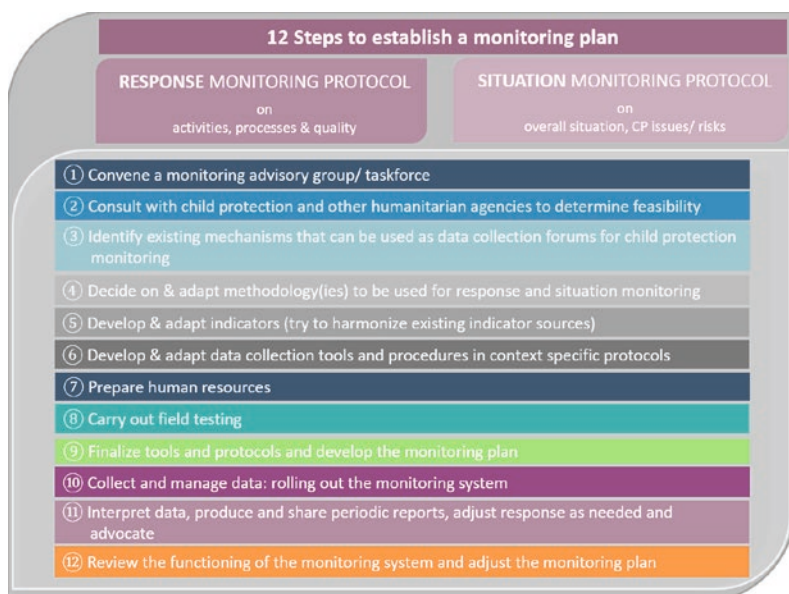 12 Steps to establish a monitoring plan
RESPONSE MONITORING PROTOCOL
on
activities, processes & quality
SITUATION MONITORING PROTOCOL
on
overall situation, CP issues/ risks
① Convene a monitoring advisory group/ taskforce
② Consult with child protection and other humanitarian agencies to determine feasibility
③ Identify existing mechanisms that can be used as data collection forums for child protection
monitoring
④ Decide on & adapt methodology(ies) to be used for response and situation monitoring
⑤ Develop & adapt indicators (try to harmonize existing indicator sources)
⑥ Develop & adapt data collection tools and procedures in context specific protocols
⑦ Prepare human resources
⑧ Carry out field testing
⑨ Finalize tools and protocols and develop the monitoring plan
⑩ Collect and manage data: rolling out the monitoring system
⑪ Interpret data, produce and share periodic reports, adjust response as needed and
advocate
⑫ Review the functioning of the monitoring system and adjust the monitoring plan